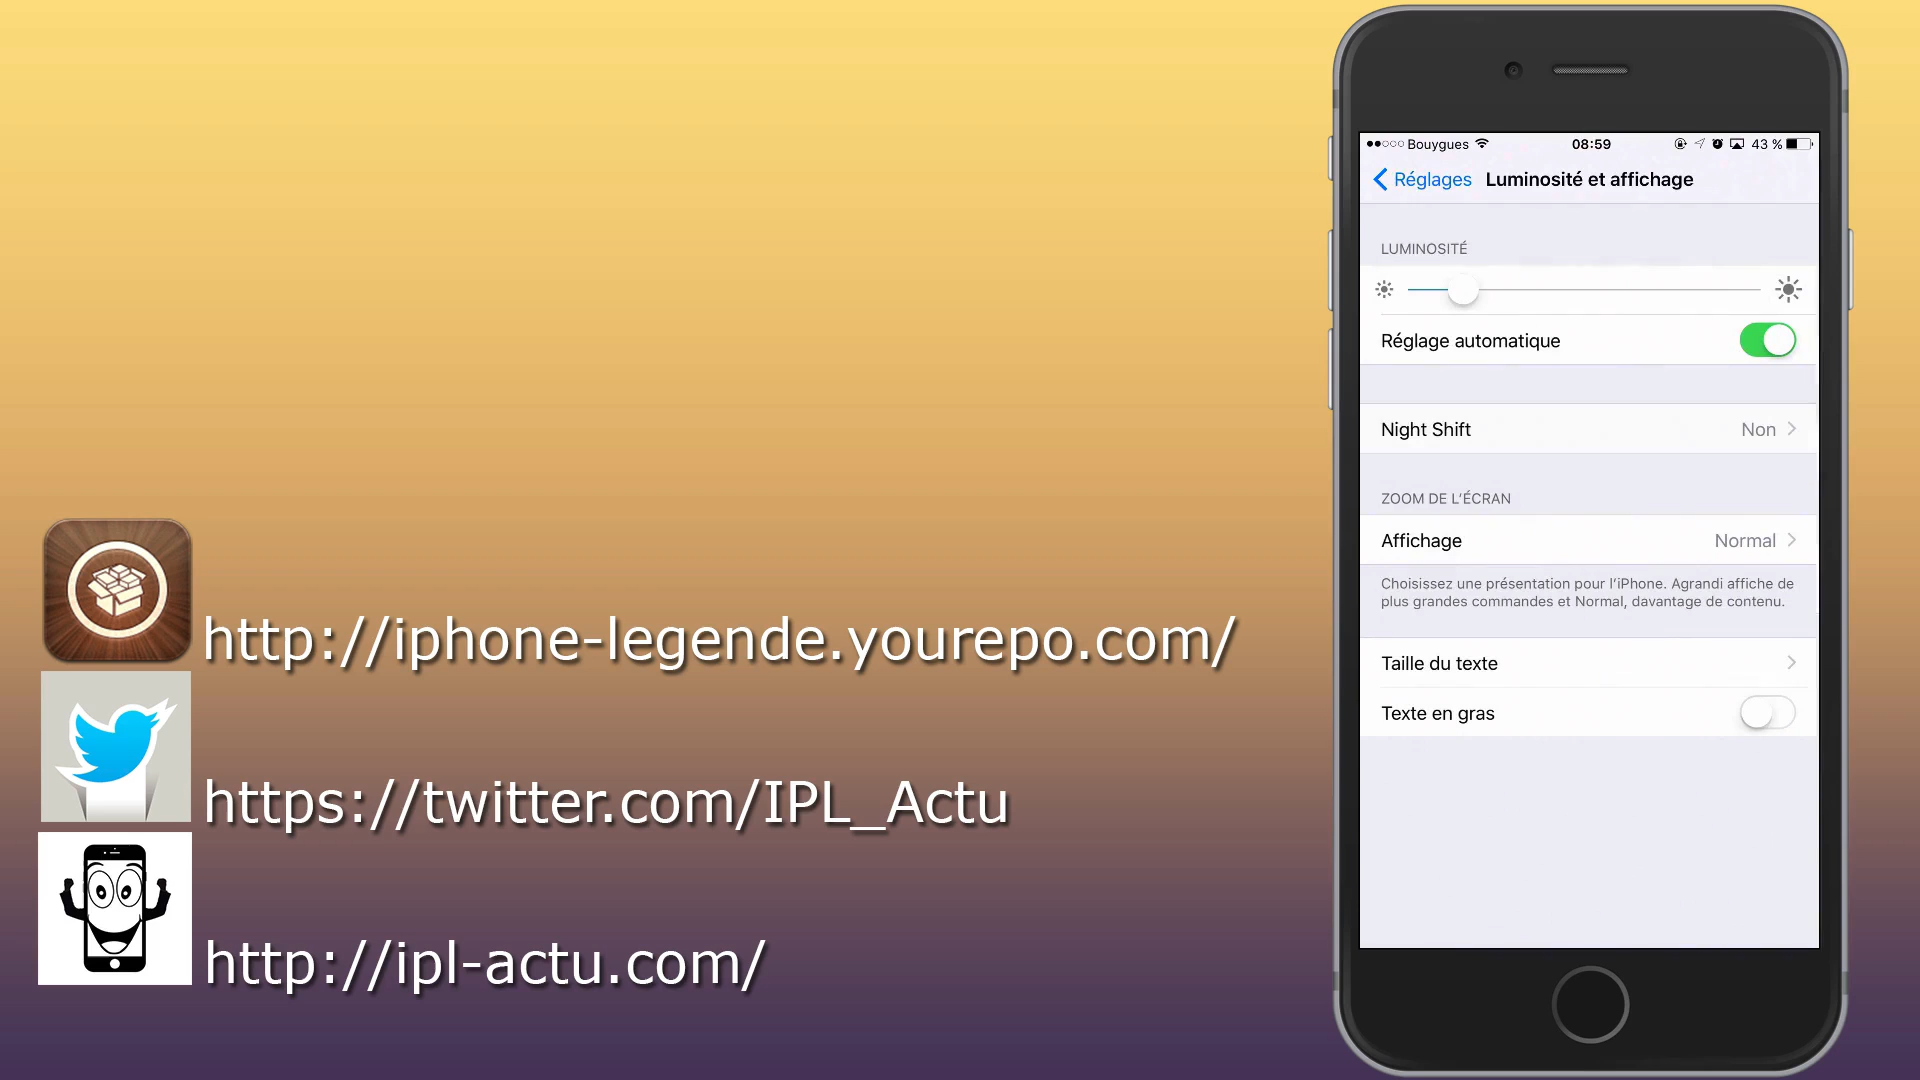 http://iphone-legende.yourepo.com/
https://twitter.com/IPL_Actu
http://ipl-actu.com/
Bouygues 08:59 43 %
Réglages Luminosité et affichage
LUMINOSITÉ
Réglage automatique
Night Shift Non
ZOOM DE L'ÉCRAN
Affichage Normal
Choisissez une présentation pour l'iPhone. Agrandi affiche de
plus grandes commandes et Normal, davantage de contenu.
Taille du texte
Texte en gras